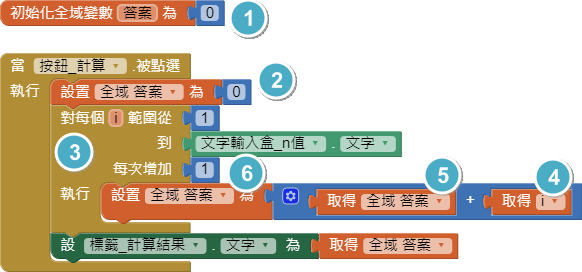 初始化全域變數 答案 為 0 1
當 按鈕_計算 .被點選
執行 設置 全域 答案 為 0 2
對每個 i 範圍從 1
3 到 文字輸入盒_n值 . 文字
每次增加 1 6 5 4
執行 設置 全域 答案 為 取得 全域 答案 + 取得 i
設 標籤_計算結果 . 文字 為 取得 全域 答案